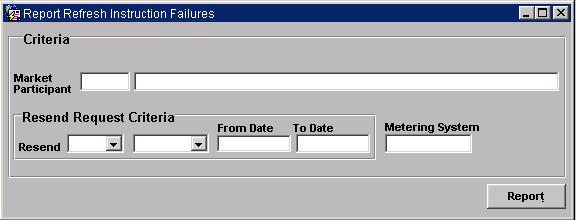 Report Refresh Instruction Failures
Criteria
Market
Participant
Resend Request Criteria
From Date To Date Metering System
Resend
Report